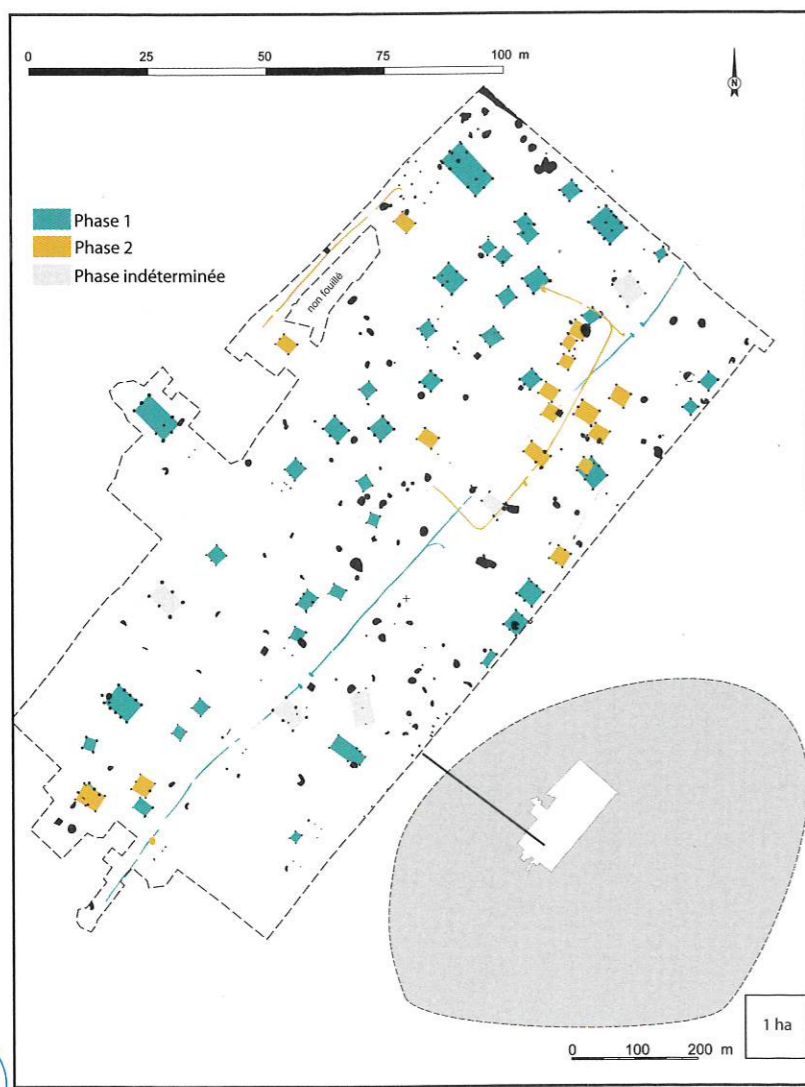 0 25 50 75 100 m
N
Phase 1
Phase 2
Phase indéterminée
non fouillé
1 ha
0 100 200 m